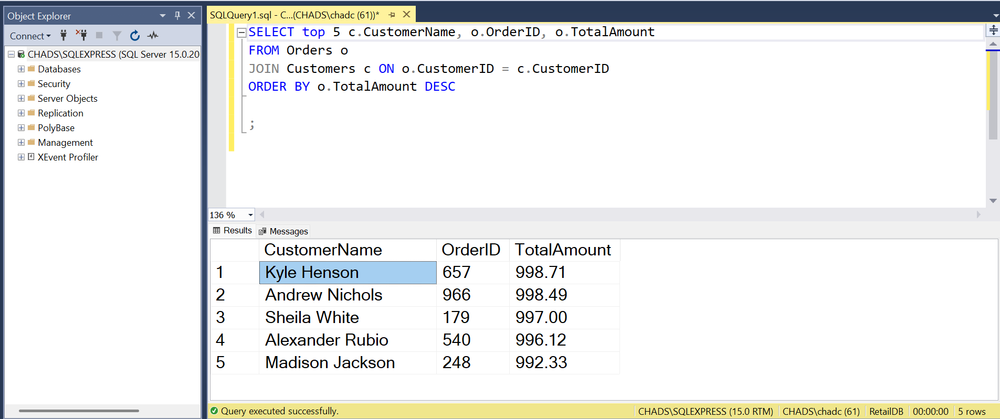 Object Explorer
Connect
CHADS\SQLEXPRESS (SQL Server 15.0.20
Databases
Security
Server Objects
Replication
PolyBase
Management
XEvent Profiler
SQLQuery1.sql - C...(CHADS\chadc (61))*
SELECT top 5 c.CustomerName, o.OrderID, o.TotalAmount
FROM Orders o
JOIN Customers c ON o.CustomerID = c.CustomerID
ORDER BY o.TotalAmount DESC
;
136 %
Results Messages
CustomerName OrderID TotalAmount
1 Kyle Henson 657 998.71
2 Andrew Nichols 966 998.49
3 Sheila White 179 997.00
4 Alexander Rubio 540 996.12
5 Madison Jackson 248 992.33
Query executed successfully. CHADS\SQLEXPRESS (15.0 RTM) CHADS\chadc (61) RetailDB 00:00:00 5 rows